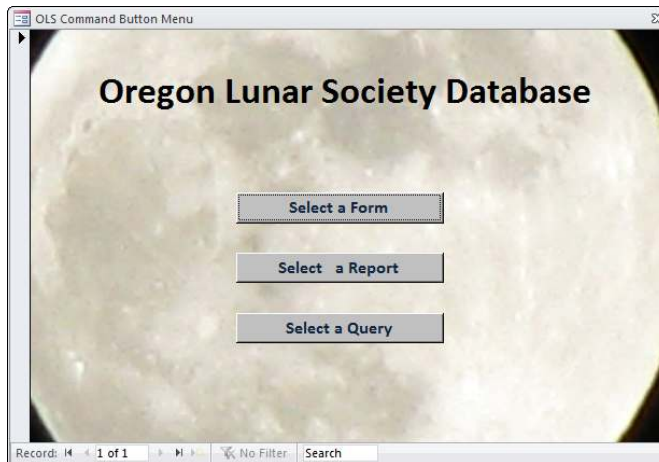 OLS Command Button Menu
Oregon Lunar Society Database
Select a Form
Select a Report
Select a Query
Record: 1 of 1 No Filter Search